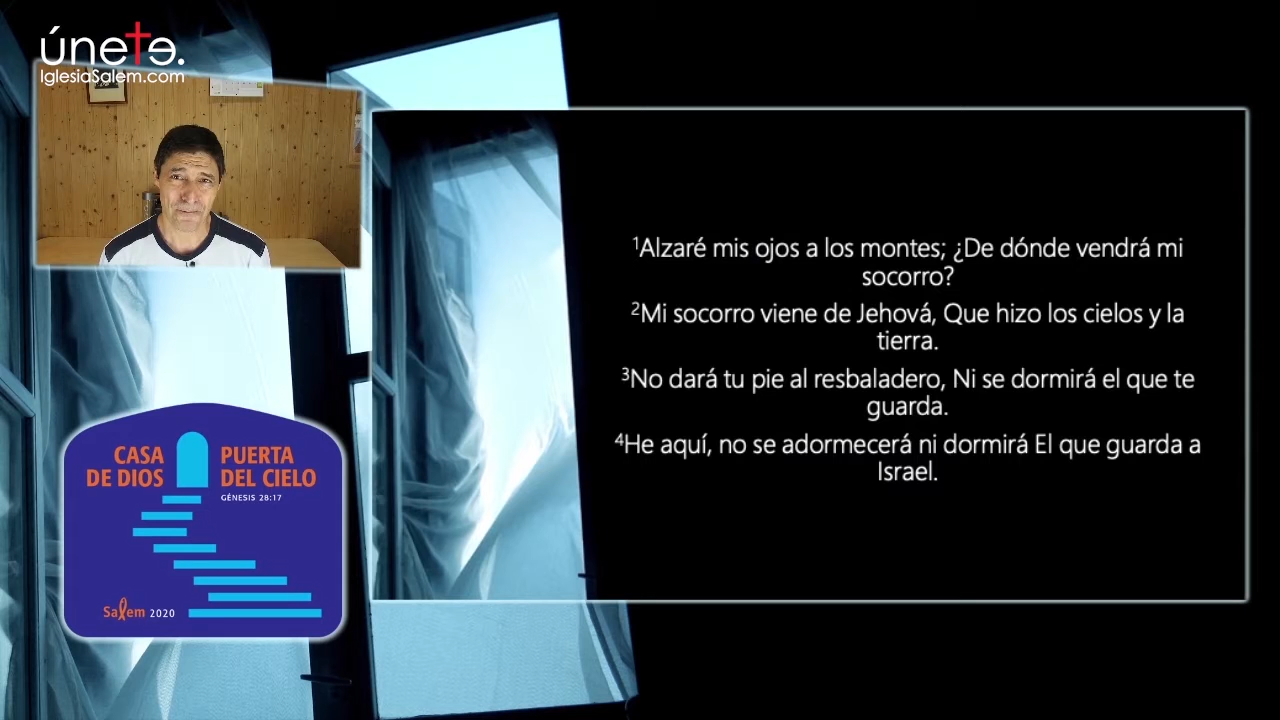 únete.
IglesiaSalem.com
¹Alzaré mis ojos a los montes; ¿De dónde vendrá mi
socorro?
²Mi socorro viene de Jehová, Que hizo los cielos y la
tierra.
³No dará tu pie al resbaladero, Ni se dormirá el que te
guarda.
⁴He aquí, no se adormecerá ni dormirá El que guarda a
Israel.
CASA
DE DIOS
PUERTA
DEL CIELO
GÉNESIS 28:17
Salem 2020